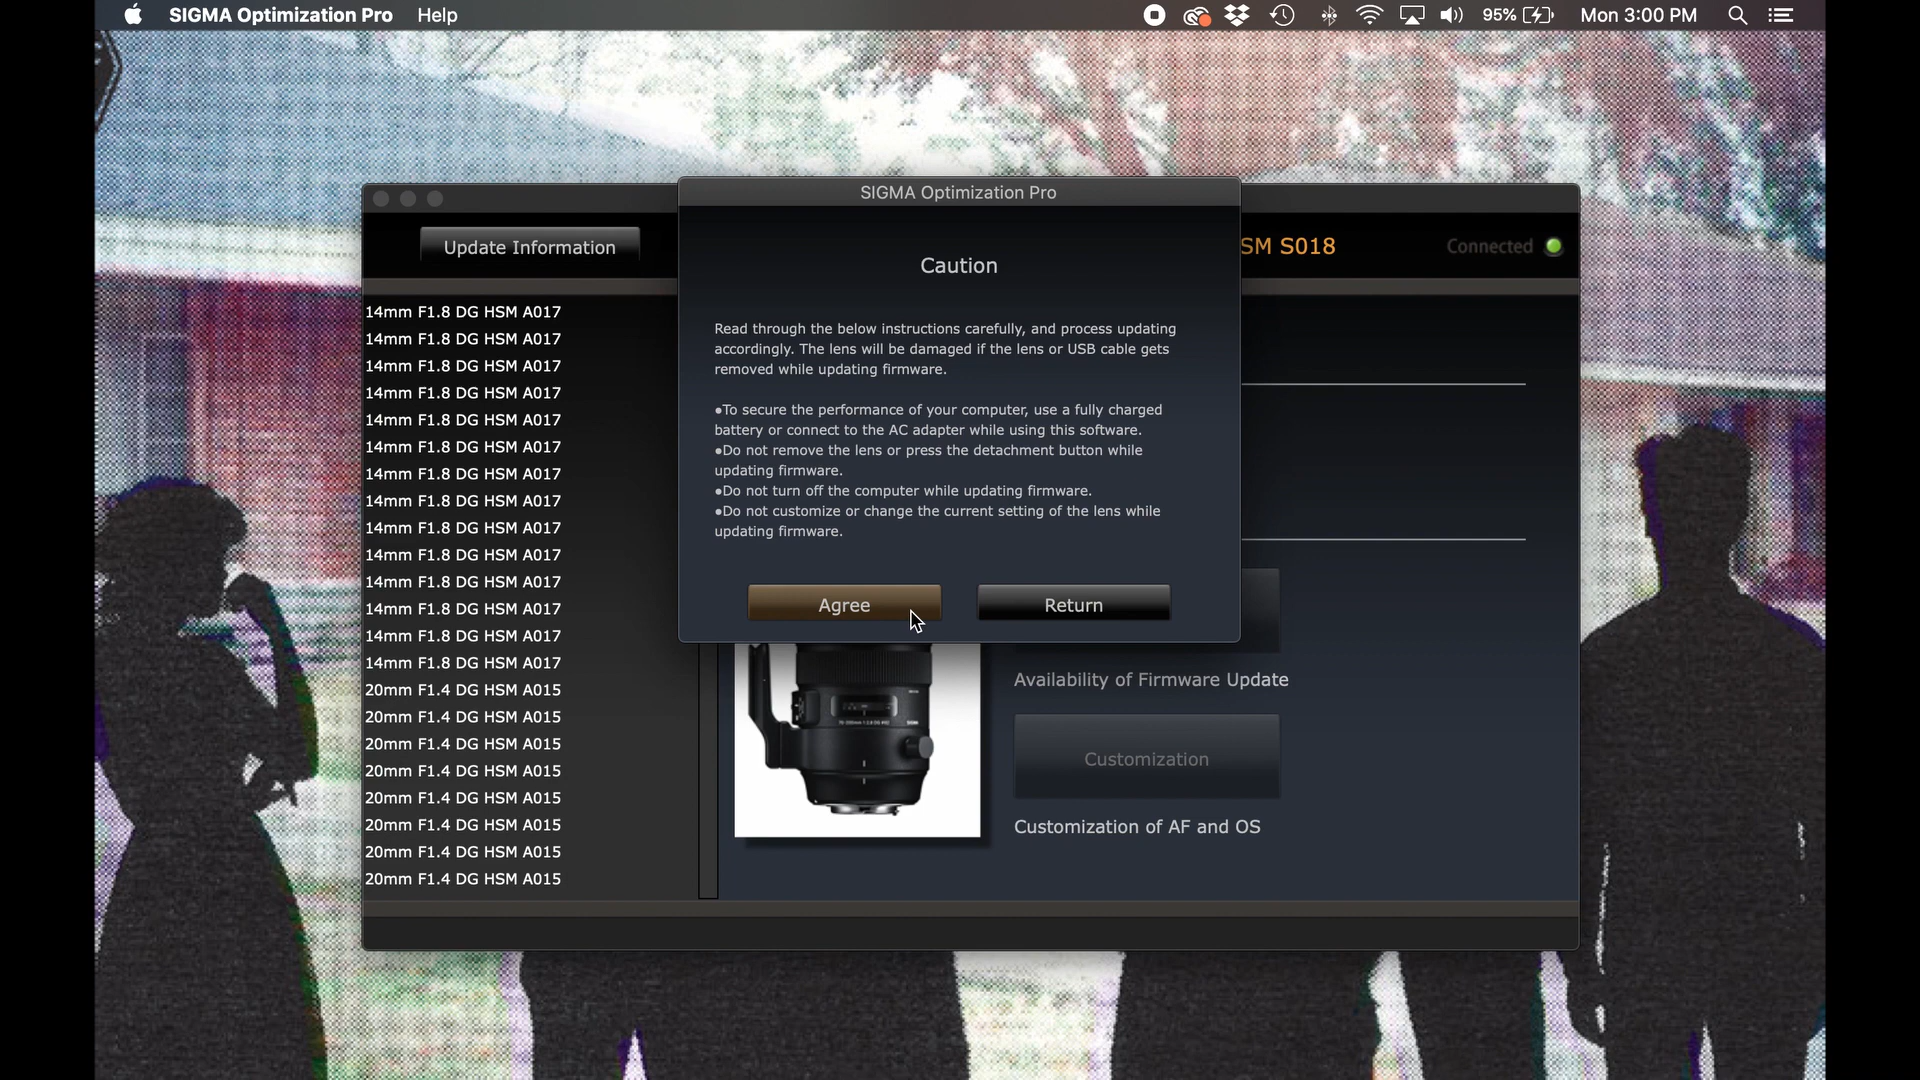 SIGMA Optimization Pro Help 95% Mon 3:00 PM
SIGMA Optimization Pro
Update Information
SM S018 Connected
Caution
Read through the below instructions carefully, and process updating
accordingly. The lens will be damaged if the lens or USB cable gets
removed while updating firmware.
●To secure the performance of your computer, use a fully charged
battery or connect to the AC adapter while using this software.
●Do not remove the lens or press the detachment button while
updating firmware.
●Do not turn off the computer while updating firmware.
●Do not customize or change the current setting of the lens while
updating firmware.
Agree Return
14mm F1.8 DG HSM A017
14mm F1.8 DG HSM A017
14mm F1.8 DG HSM A017
14mm F1.8 DG HSM A017
14mm F1.8 DG HSM A017
14mm F1.8 DG HSM A017
14mm F1.8 DG HSM A017
14mm F1.8 DG HSM A017
14mm F1.8 DG HSM A017
14mm F1.8 DG HSM A017
14mm F1.8 DG HSM A017
14mm F1.8 DG HSM A017
14mm F1.8 DG HSM A017
14mm F1.8 DG HSM A017
20mm F1.4 DG HSM A015
20mm F1.4 DG HSM A015
20mm F1.4 DG HSM A015
20mm F1.4 DG HSM A015
20mm F1.4 DG HSM A015
20mm F1.4 DG HSM A015
20mm F1.4 DG HSM A015
20mm F1.4 DG HSM A015
Availability of Firmware Update
Customization
Customization of AF and OS